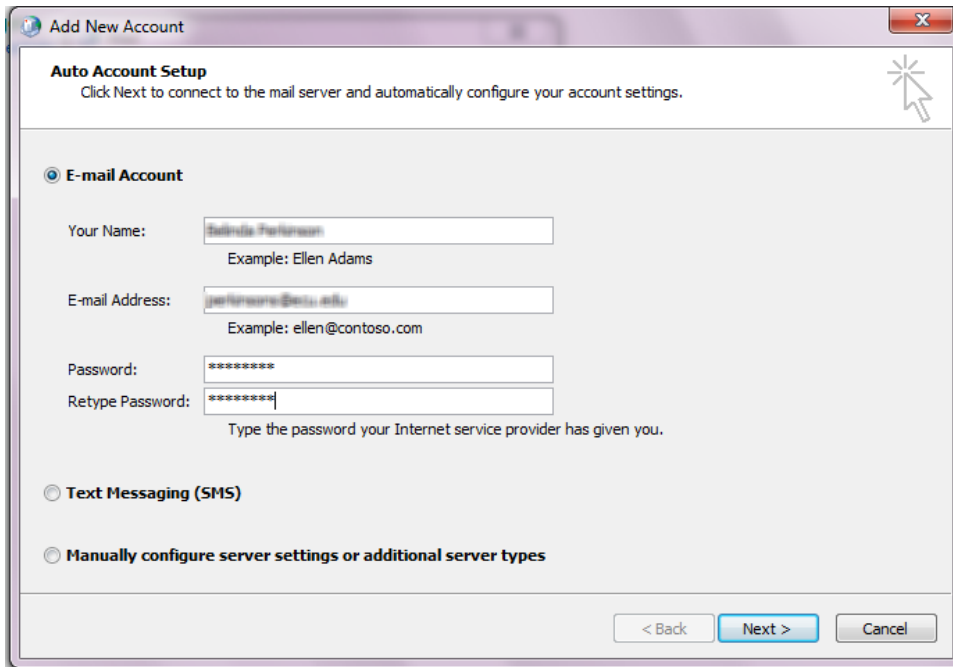 Add New Account
Auto Account Setup
Click Next to connect to the mail server and automatically configure your account settings.
E-mail Account
Your Name:
Example: Ellen Adams
E-mail Address:
Example: ellen@contoso.com
Password: ********
Retype Password: ********
Type the password your Internet service provider has given you.
Text Messaging (SMS)
Manually configure server settings or additional server types
< Back Next > Cancel